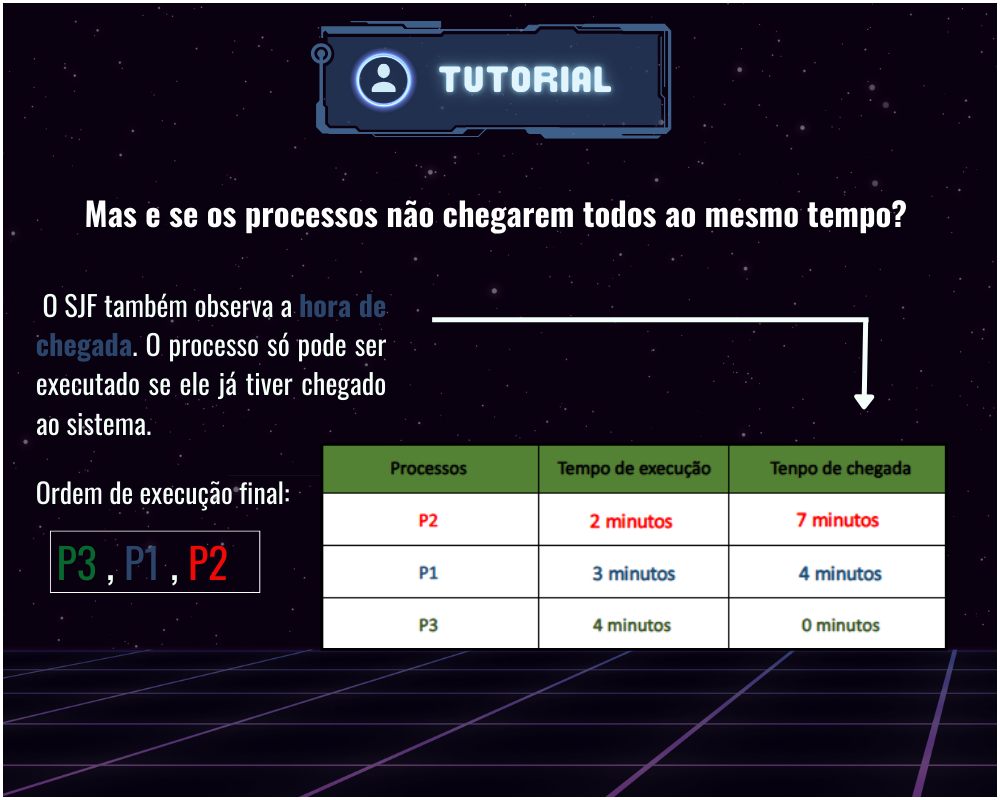 TUTORIAL
Mas e se os processos não chegarem todos ao mesmo tempo?
O SJF também observa a hora de
chegada. O processo só pode ser
executado se ele já tiver chegado
ao sistema.
Ordem de execução final:
P3 , P1 , P2
Processos Tempo de execução Tenpo de chegada
P2 2 minutos 7 minutos
P1 3 minutos 4 minutos
P3 4 minutos 0 minutos